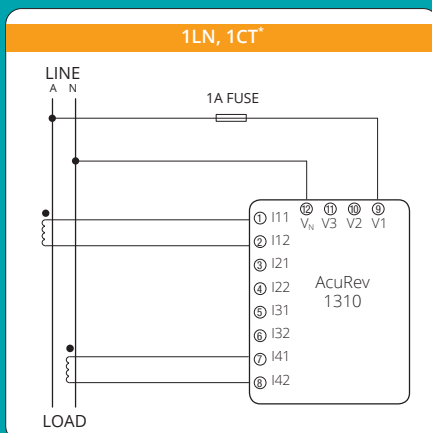 1LN, 1CT*
LINE
A N
1A FUSE
⑫ ⑪ ⑩ ⑨
VN V3 V2 V1
① I11
② I12
③ I21
④ I22
⑤ I31
⑥ I32
⑦ I41
⑧ I42
AcuRev
1310
LOAD